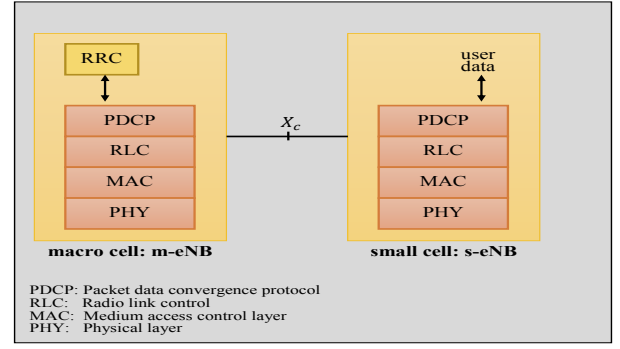 RRC
PDCP
RLC
MAC
PHY
macro cell: m-eNB
X_c
user
data
PDCP
RLC
MAC
PHY
small cell: s-eNB
PDCP: Packet data convergence protocol
RLC: Radio link control
MAC: Medium access control layer
PHY: Physical layer